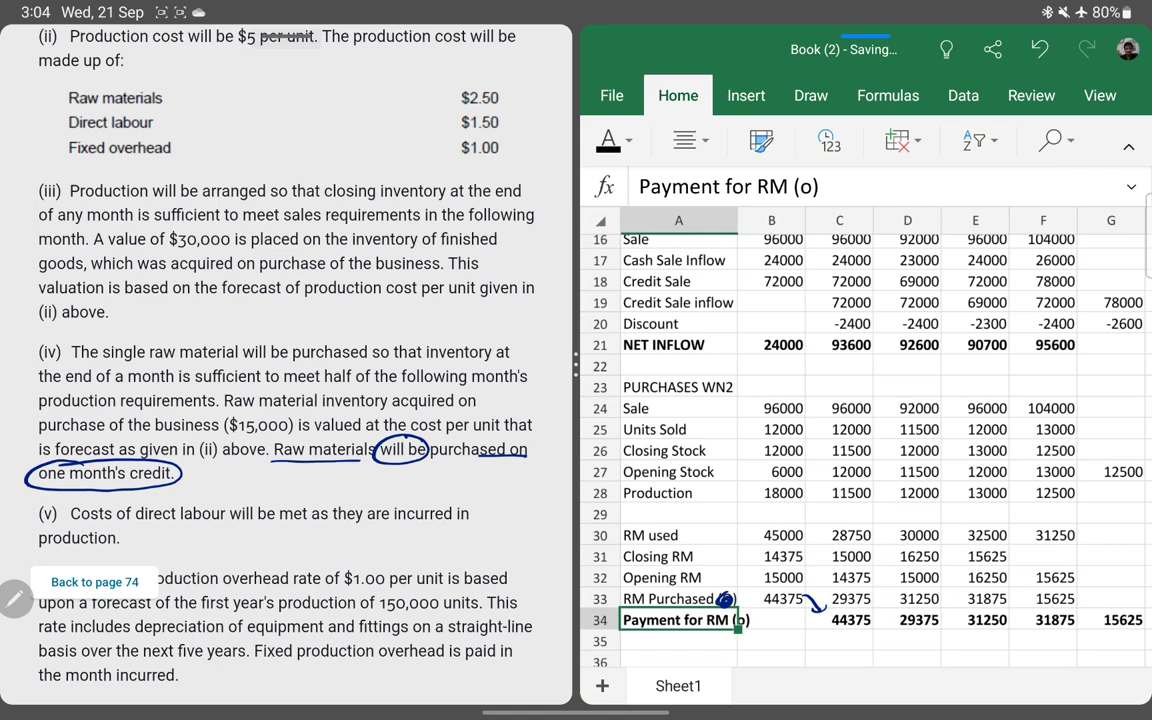 3:04 Wed, 21 Sep
80%
(ii) Production cost will be $5 per unit. The production cost will be
made up of:
Raw materials $2.50
Direct labour $1.50
Fixed overhead $1.00
(iii) Production will be arranged so that closing inventory at the end
of any month is sufficient to meet sales requirements in the following
month. A value of $30,000 is placed on the inventory of finished
goods, which was acquired on purchase of the business. This
valuation is based on the forecast of production cost per unit given in
(ii) above.
(iv) The single raw material will be purchased so that inventory at
the end of a month is sufficient to meet half of the following month's
production requirements. Raw material inventory acquired on
purchase of the business ($15,000) is valued at the cost per unit that
is forecast as given in (ii) above. Raw materials will be purchased on
one month's credit.
(v) Costs of direct labour will be met as they are incurred in
production.
Back to page 74
oduction overhead rate of $1.00 per unit is based
upon a forecast of the first year's production of 150,000 units. This
rate includes depreciation of equipment and fittings on a straight-line
basis over the next five years. Fixed production overhead is paid in
the month incurred.
Book (2) - Saving...
File Home Insert Draw Formulas Data Review View
A 123 A Z
fx Payment for RM (o)
A B C D E F G
16 Sale 96000 96000 92000 96000 104000
17 Cash Sale Inflow 24000 24000 23000 24000 26000
18 Credit Sale 72000 72000 69000 72000 78000
19 Credit Sale inflow 72000 72000 69000 72000 78000
20 Discount -2400 -2400 -2300 -2400 -2600
21 NET INFLOW 24000 93600 92600 90700 95600
22
23 PURCHASES WN2
24 Sale 96000 96000 92000 96000 104000
25 Units Sold 12000 12000 11500 12000 13000
26 Closing Stock 12000 11500 12000 13000 12500
27 Opening Stock 6000 12000 11500 12000 13000 12500
28 Production 18000 11500 12000 13000 12500
29
30 RM used 45000 28750 30000 32500 31250
31 Closing RM 14375 15000 16250 15625
32 Opening RM 15000 14375 15000 16250 15625
33 RM Purchased 44375 29375 31250 31875 15625
34 Payment for RM (o) 44375 29375 31250 31875 15625
35
36
+ Sheet1